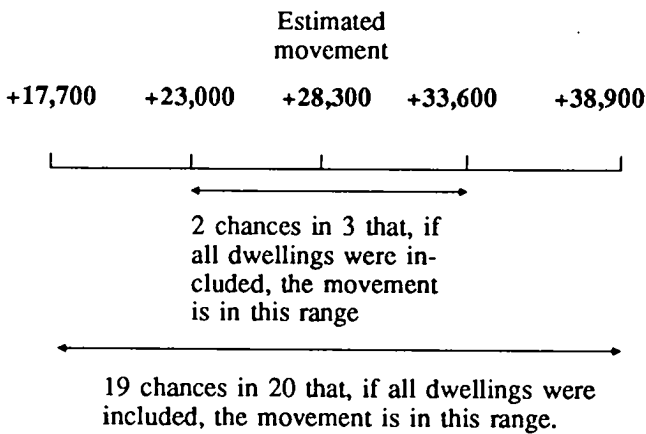 Estimated
movement
+17,700 +23,000 +28,300 +33,600 +38,900
2 chances in 3 that, if
all dwellings were in-
cluded, the movement
is in this range
19 chances in 20 that, if all dwellings were
included, the movement is in this range.